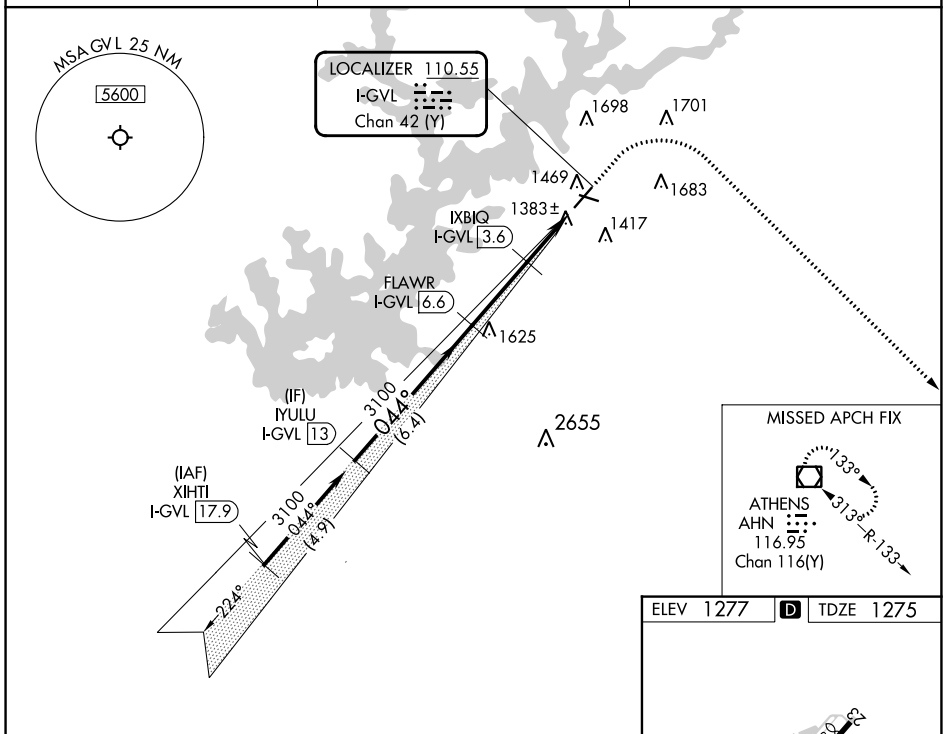 MSA GVL 25 NM
5600
LOCALIZER 110.55
I-GVL
Chan 42 (Y)
1698
1701
1469
1683
1383±
1417
IXBIQ
I-GVL 3.6
FLAWR
I-GVL 6.6
1625
(IF)
IYULU
I-GVL 13
3100
044°
(6.4)
2655
(IAF)
XIHTI
I-GVL 17.9
3100
044°
(4.9)
224°
MISSED APCH FIX
133°
ATHENS
AHN
116.95
Chan 116(Y)
313°
R-133
ELEV 1277 D TDZE 1275
23